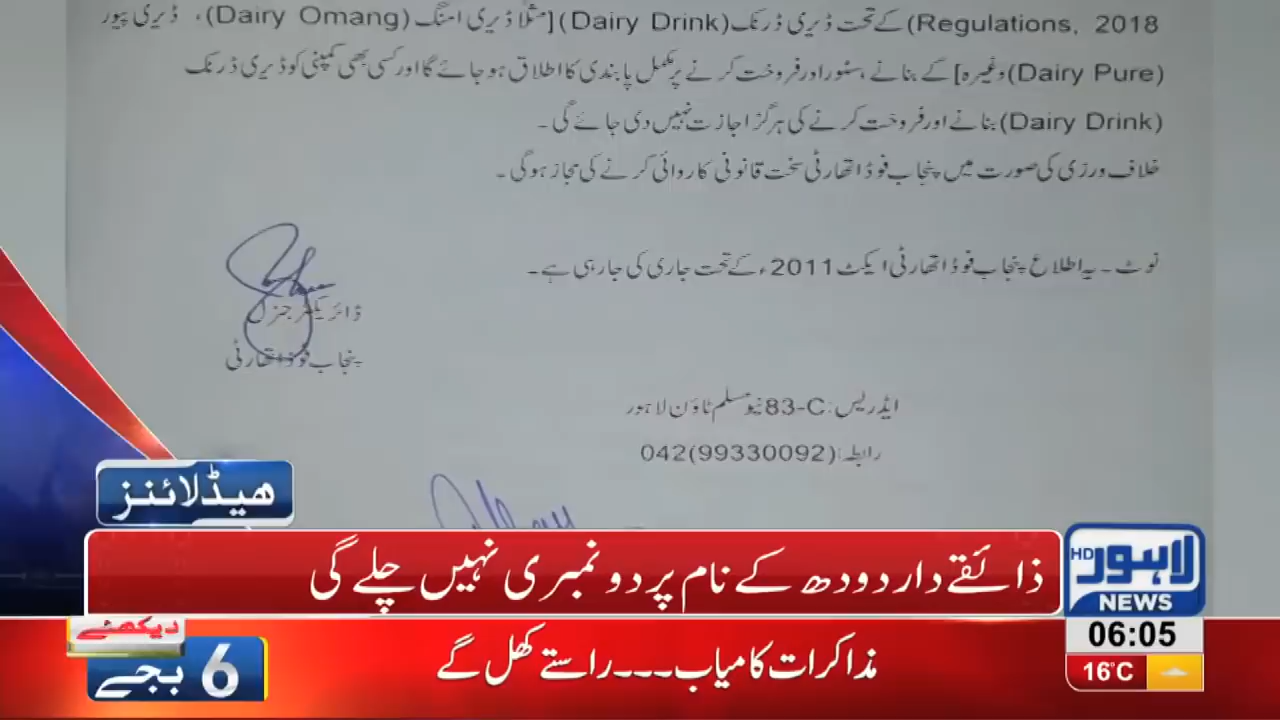 Regulations, 2018) کے تحت ڈیری ڈرنک(Dairy Drink) [مثلاً ڈیری امنگ (Dairy Omang)، ڈیری پیور
(Dairy Pure) وغیرہ] کے بنانے، سٹور اور فروخت کرنے پر مکمل پابندی کا اطلاق ہو جائے گا اور کسی بھی کمپنی کو ڈیری ڈرنک
(Dairy Drink) بنانے اور فروخت کرنے کی ہرگز اجازت نہیں دی جائے گی۔
خلاف ورزی کی صورت میں پنجاب فوڈ اتھارٹی سخت قانونی کاروائی کرنے کی مجاز ہوگی۔
نوٹ۔ یہ اطلاع پنجاب فوڈ اتھارٹی ایکٹ 2011ء کے تحت جاری کی جا رہی ہے۔
ڈائریکٹر جنرل
پنجاب فوڈ اتھارٹی
ایڈریس: 83-C نیو مسلم ٹاؤن لاہور
رابطہ: 042(99330092)
ھیڈلائنز
ذائقے دار دودھ کے نام پر دو نمبری نہیں چلے گی
لاہور HD
NEWS
06:05
16°C
دیکھئے
6 بجے
مذاکرات کامیاب۔۔۔راستے کھل گے